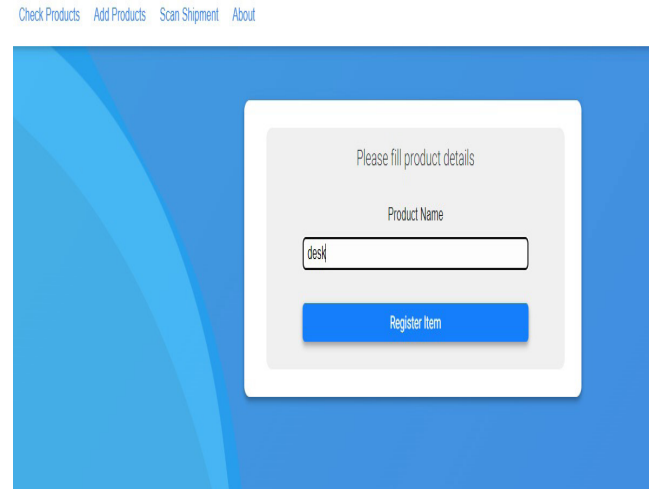 Check Products Add Products Scan Shipment About
Please fill product details
Product Name
desk
Register Item